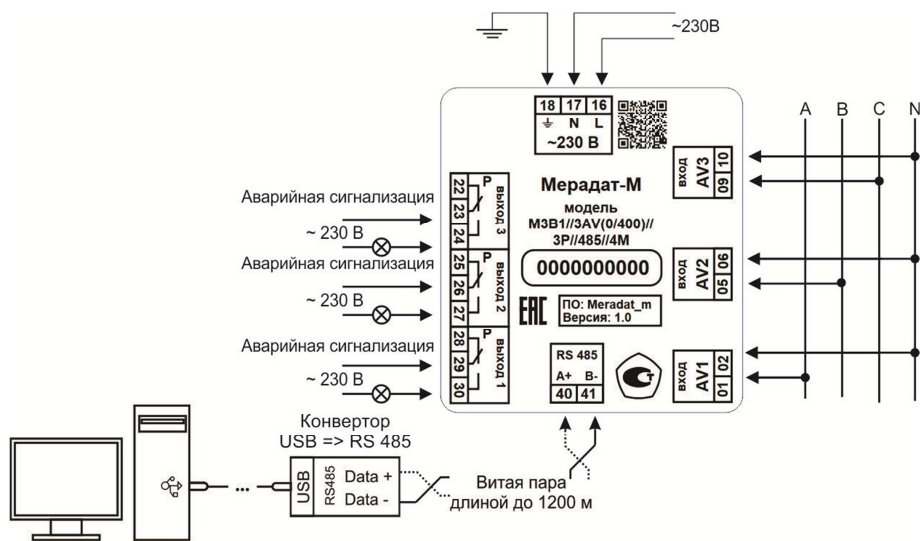 ~230В
18 17 16
N L
~230 В
A B C N
вход
AV3
09 10
Мерадат-М
модель
М3В1//3AV(0/400)//
3Р//485//4М
0000000000
ПО: Meradat_m
Версия: 1.0
EAC
вход
AV2
05 06
RS 485
A+ B-
40 41
СТ
вход
AV1
01 02
Аварийная сигнализация
~ 230 В
22
23
24
Р
выход 3
Аварийная сигнализация
~ 230 В
25
26
27
Р
выход 2
Аварийная сигнализация
~ 230 В
28
29
30
Р
выход 1
Конвертор
USB => RS 485
USB
RS485
Data +
Data -
...
Витая пара
длиной до 1200 м